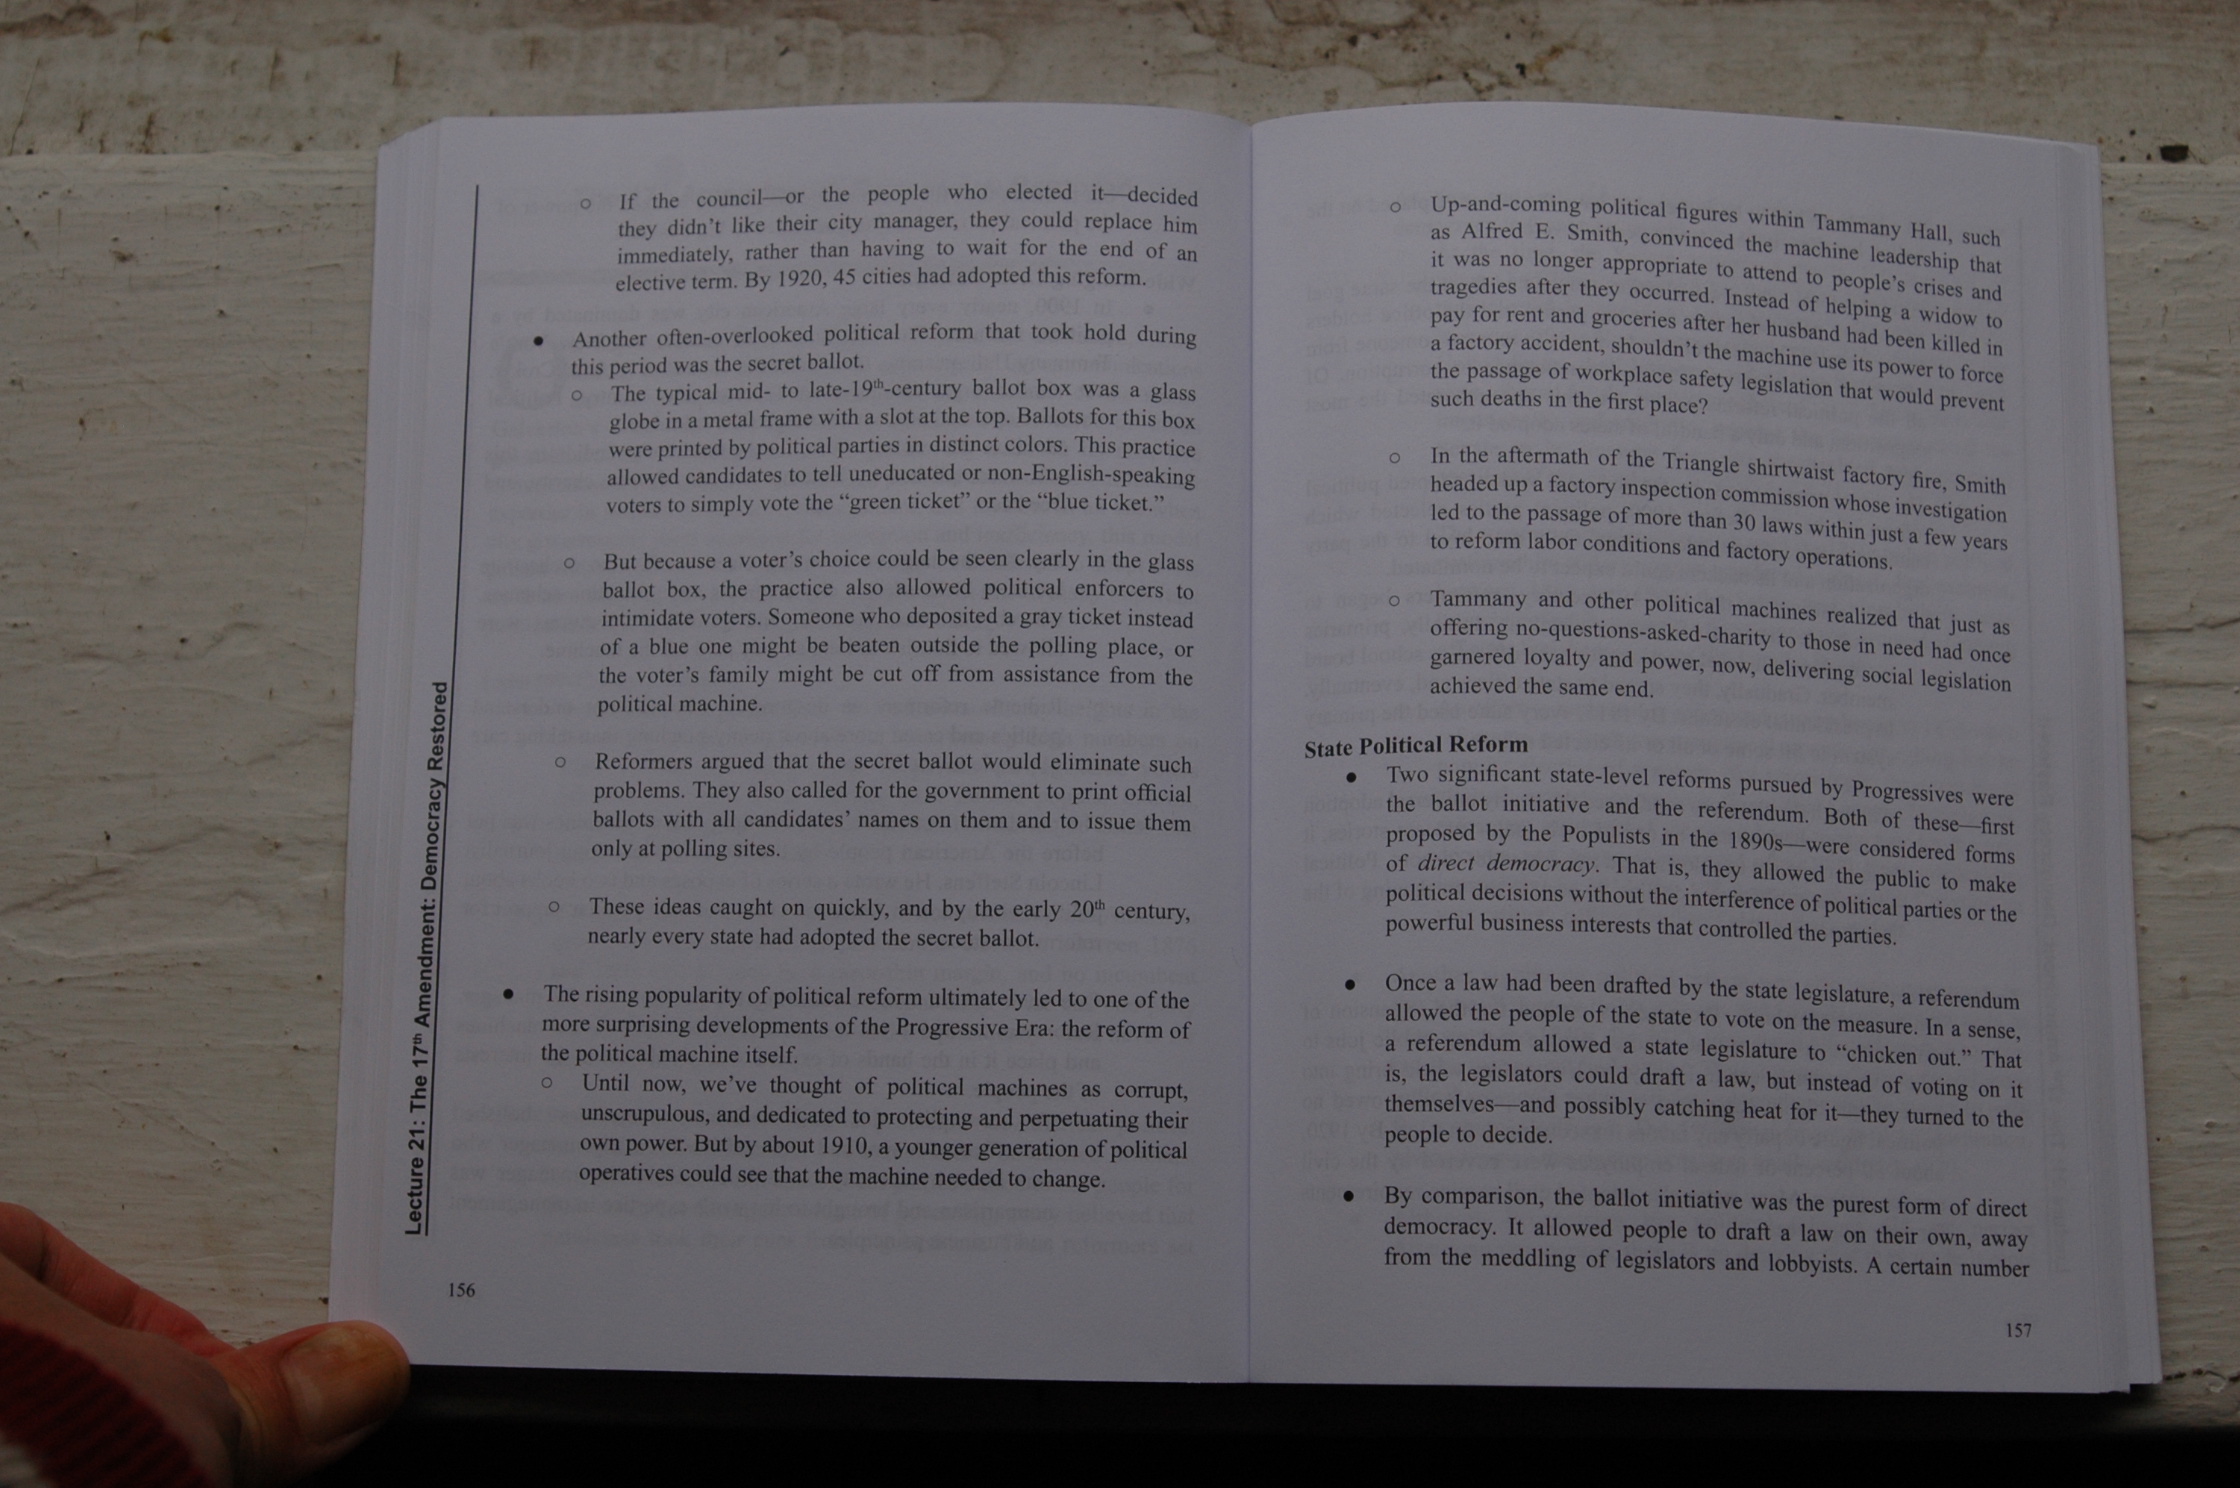 ○ If the council—or the people who elected it—decided
they didn't like their city manager, they could replace him
immediately, rather than having to wait for the end of an
elective term. By 1920, 45 cities had adopted this reform.
● Another often-overlooked political reform that took hold during
this period was the secret ballot.
○ The typical mid- to late-19th-century ballot box was a glass
globe in a metal frame with a slot at the top. Ballots for this box
were printed by political parties in distinct colors. This practice
allowed candidates to tell uneducated or non-English-speaking
voters to simply vote the “green ticket” or the “blue ticket.”
○ But because a voter's choice could be seen clearly in the glass
ballot box, the practice also allowed political enforcers to
intimidate voters. Someone who deposited a gray ticket instead
of a blue one might be beaten outside the polling place, or
the voter's family might be cut off from assistance from the
political machine.
○ Reformers argued that the secret ballot would eliminate such
problems. They also called for the government to print official
ballots with all candidates' names on them and to issue them
only at polling sites.
○ These ideas caught on quickly, and by the early 20th century,
nearly every state had adopted the secret ballot.
● The rising popularity of political reform ultimately led to one of the
more surprising developments of the Progressive Era: the reform of
the political machine itself.
○ Until now, we've thought of political machines as corrupt,
unscrupulous, and dedicated to protecting and perpetuating their
own power. But by about 1910, a younger generation of political
operatives could see that the machine needed to change.
Lecture 21: The 17th Amendment: Democracy Restored
156
○ Up-and-coming political figures within Tammany Hall, such
as Alfred E. Smith, convinced the machine leadership that
it was no longer appropriate to attend to people's crises and
tragedies after they occurred. Instead of helping a widow to
pay for rent and groceries after her husband had been killed in
a factory accident, shouldn't the machine use its power to force
the passage of workplace safety legislation that would prevent
such deaths in the first place?
○ In the aftermath of the Triangle shirtwaist factory fire, Smith
headed up a factory inspection commission whose investigation
led to the passage of more than 30 laws within just a few years
to reform labor conditions and factory operations.
○ Tammany and other political machines realized that just as
offering no-questions-asked-charity to those in need had once
garnered loyalty and power, now, delivering social legislation
achieved the same end.
State Political Reform
● Two significant state-level reforms pursued by Progressives were
the ballot initiative and the referendum. Both of these—first
proposed by the Populists in the 1890s—were considered forms
of direct democracy. That is, they allowed the public to make
political decisions without the interference of political parties or the
powerful business interests that controlled the parties.
● Once a law had been drafted by the state legislature, a referendum
allowed the people of the state to vote on the measure. In a sense,
a referendum allowed a state legislature to “chicken out.” That
is, the legislators could draft a law, but instead of voting on it
themselves—and possibly catching heat for it—they turned to the
people to decide.
● By comparison, the ballot initiative was the purest form of direct
democracy. It allowed people to draft a law on their own, away
from the meddling of legislators and lobbyists. A certain number
157